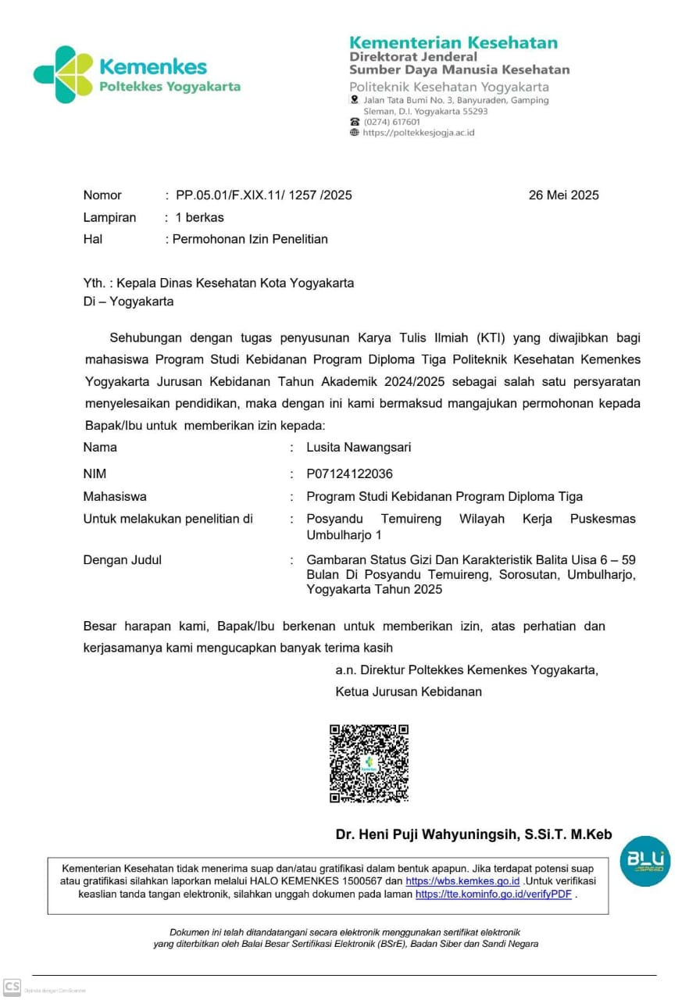 Kemenkes
Poltekkes Yogyakarta
Kementerian Kesehatan
Direktorat Jenderal
Sumber Daya Manusia Kesehatan
Politeknik Kesehatan Yogyakarta
Jalan Tata Bumi No. 3, Banyuraden, Gamping
Sleman, D.I. Yogyakarta 55293
(0274) 617601
https://poltekkesjogja.ac.id
Nomor : PP.05.01/F.XIX.11/ 1257 /2025 26 Mei 2025
Lampiran : 1 berkas
Hal : Permohonan Izin Penelitian
Yth. : Kepala Dinas Kesehatan Kota Yogyakarta
Di – Yogyakarta
Sehubungan dengan tugas penyusunan Karya Tulis Ilmiah (KTI) yang diwajibkan bagi
mahasiswa Program Studi Kebidanan Program Diploma Tiga Politeknik Kesehatan Kemenkes
Yogyakarta Jurusan Kebidanan Tahun Akademik 2024/2025 sebagai salah satu persyaratan
menyelesaikan pendidikan, maka dengan ini kami bermaksud mangajukan permohonan kepada
Bapak/Ibu untuk memberikan izin kepada:
Nama : Lusita Nawangsari
NIM : P07124122036
Mahasiswa : Program Studi Kebidanan Program Diploma Tiga
Untuk melakukan penelitian di : Posyandu Temuireng Wilayah Kerja Puskesmas
Umbulharjo 1
Dengan Judul : Gambaran Status Gizi Dan Karakteristik Balita Uisa 6 – 59
Bulan Di Posyandu Temuireng, Sorosutan, Umbulharjo,
Yogyakarta Tahun 2025
Besar harapan kami, Bapak/Ibu berkenan untuk memberikan izin, atas perhatian dan
kerjasamanya kami mengucapkan banyak terima kasih
a.n. Direktur Poltekkes Kemenkes Yogyakarta,
Ketua Jurusan Kebidanan
Kemenkes
Dr. Heni Puji Wahyuningsih, S.Si.T. M.Keb
BLU
SPEED
Kementerian Kesehatan tidak menerima suap dan/atau gratifikasi dalam bentuk apapun. Jika terdapat potensi suap
atau gratifikasi silahkan laporkan melalui HALO KEMENKES 1500567 dan https://wbs.kemkes.go.id .Untuk verifikasi
keaslian tanda tangan elektronik, silahkan unggah dokumen pada laman https://tte.kominfo.go.id/verifyPDF .
Dokumen ini telah ditandatangani secara elektronik menggunakan sertifikat elektronik
yang diterbitkan oleh Balai Besar Sertifikasi Elektronik (BSrE), Badan Siber dan Sandi Negara
CS Dipindai dengan CamScanner